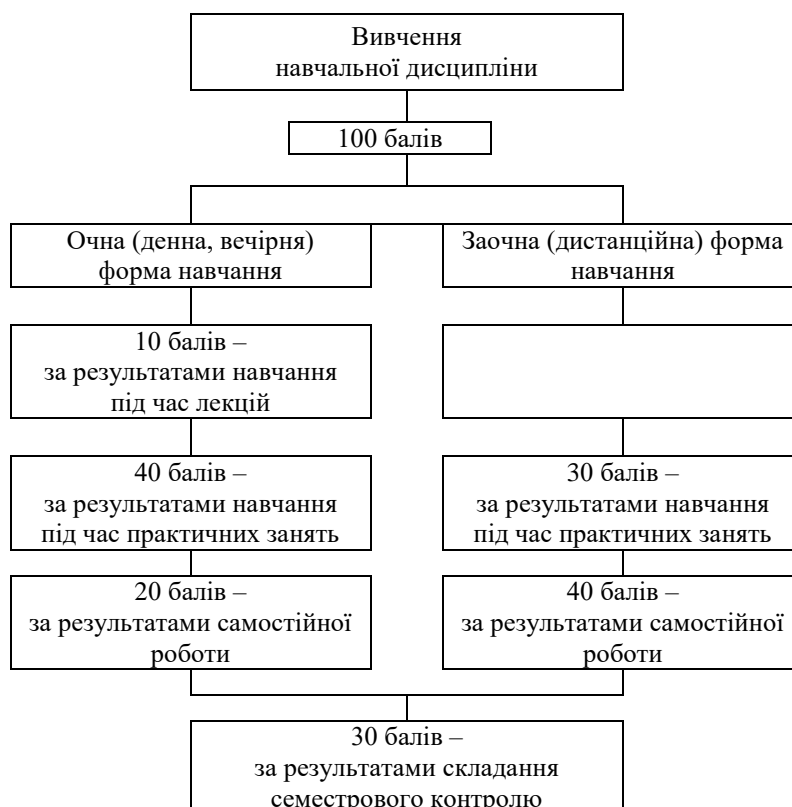 Вивчення
навчальної дисципліни
100 балів
Очна (денна, вечірня)
форма навчання
Заочна (дистанційна) форма
навчання
10 балів –
за результатами навчання
під час лекцій
40 балів –
за результатами навчання
під час практичних занять
30 балів –
за результатами навчання
під час практичних занять
20 балів –
за результатами самостійної
роботи
40 балів –
за результатами самостійної
роботи
30 балів –
за результатами складання
семестрового контролю